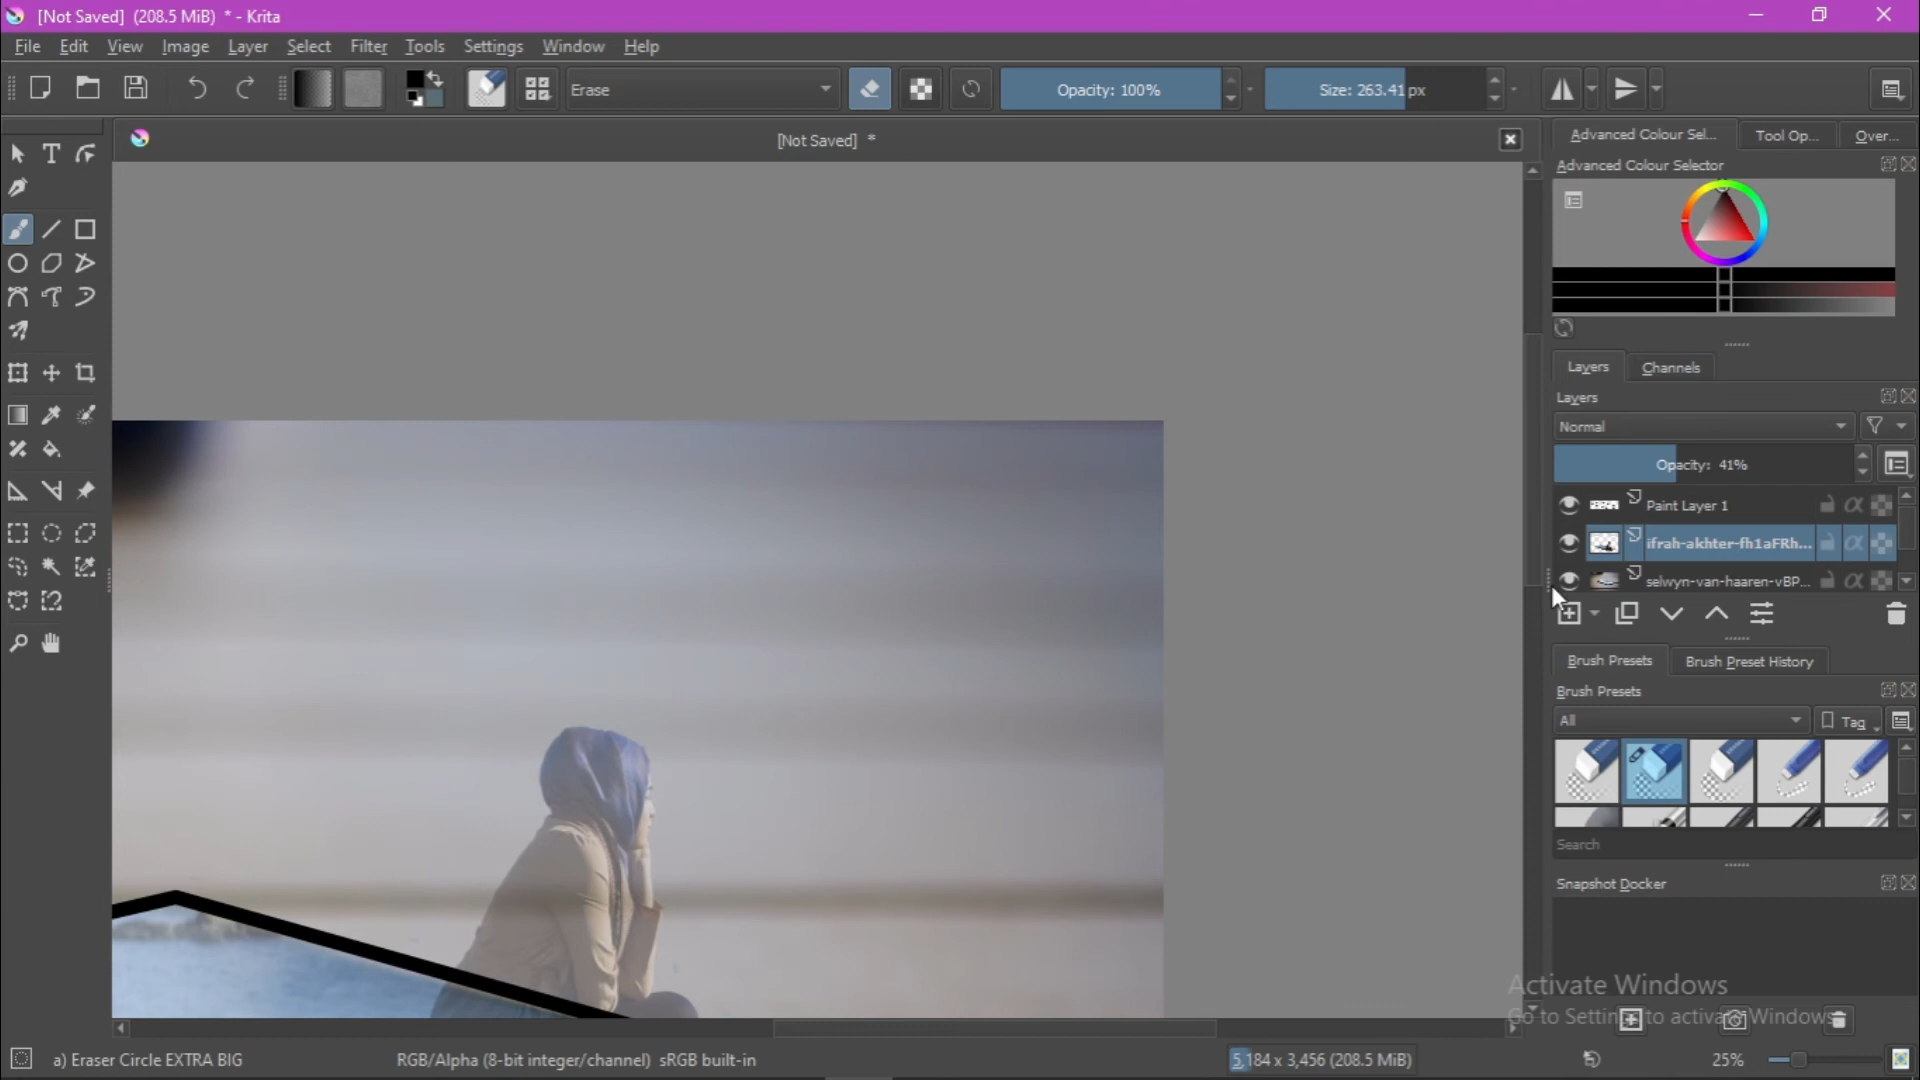 [Not Saved] (208.5 MiB) * - Krita
File Edit View Image Layer Select Filter Tools Settings Window Help
Erase Opacity: 100% Size: 263.41 px
[Not Saved] *
Advanced Colour Sel... Tool Op... Over...
Advanced Colour Selector
Layers Channels
Layers
Normal
Opacity: 41%
Paint Layer 1
ifrah-akhter-fh1aFRh...
selwyn-van-haaren-vBP...
Brush Presets Brush Preset History
Brush Presets
All Tag
Search
Snapshot Docker
Activate Windows
Go to Settings to activate Windows.
a) Eraser Circle EXTRA BIG RGB/Alpha (8-bit integer/channel) sRGB built-in 5,184 x 3,456 (208.5 MiB) 25%